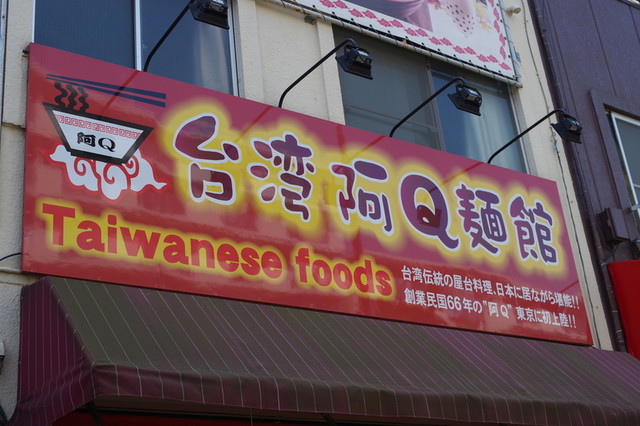 阿Q
台湾阿Q麺館
Taiwanese foods
台湾伝統の屋台料理、日本に居ながら堪能!!
創業民国66年の"阿Q"東京に初上陸!!